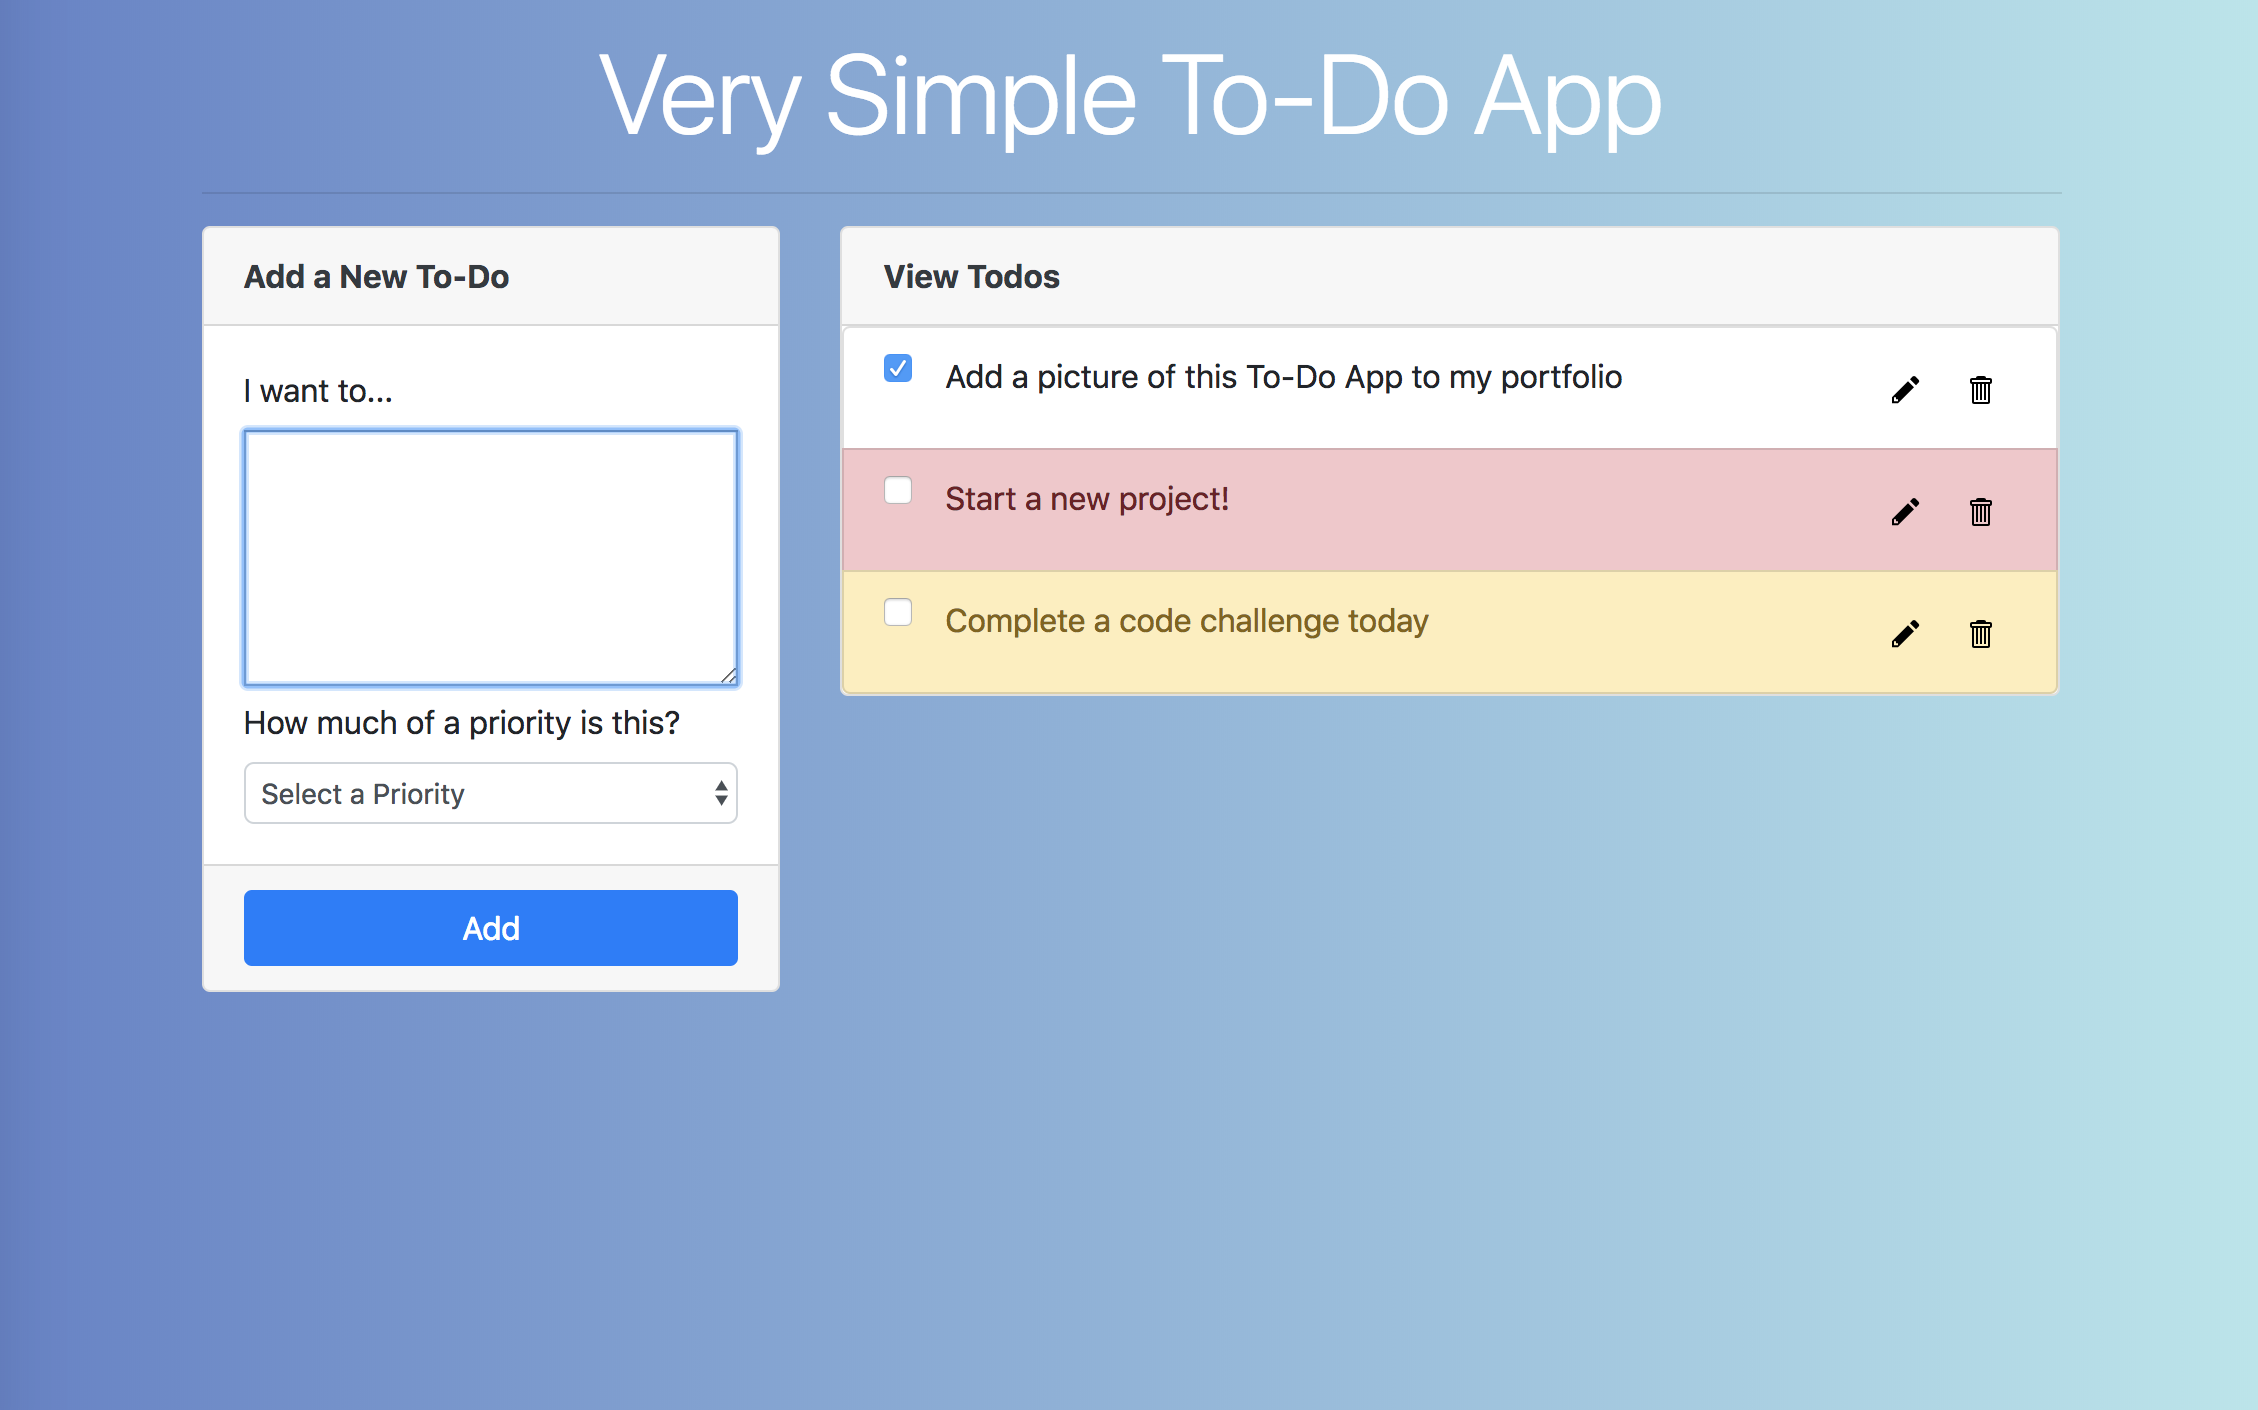 Very Simple To-Do App
Add a New To-Do
I want to...
How much of a priority is this?
Select a Priority
Add
View Todos
Add a picture of this To-Do App to my portfolio
Start a new project!
Complete a code challenge today